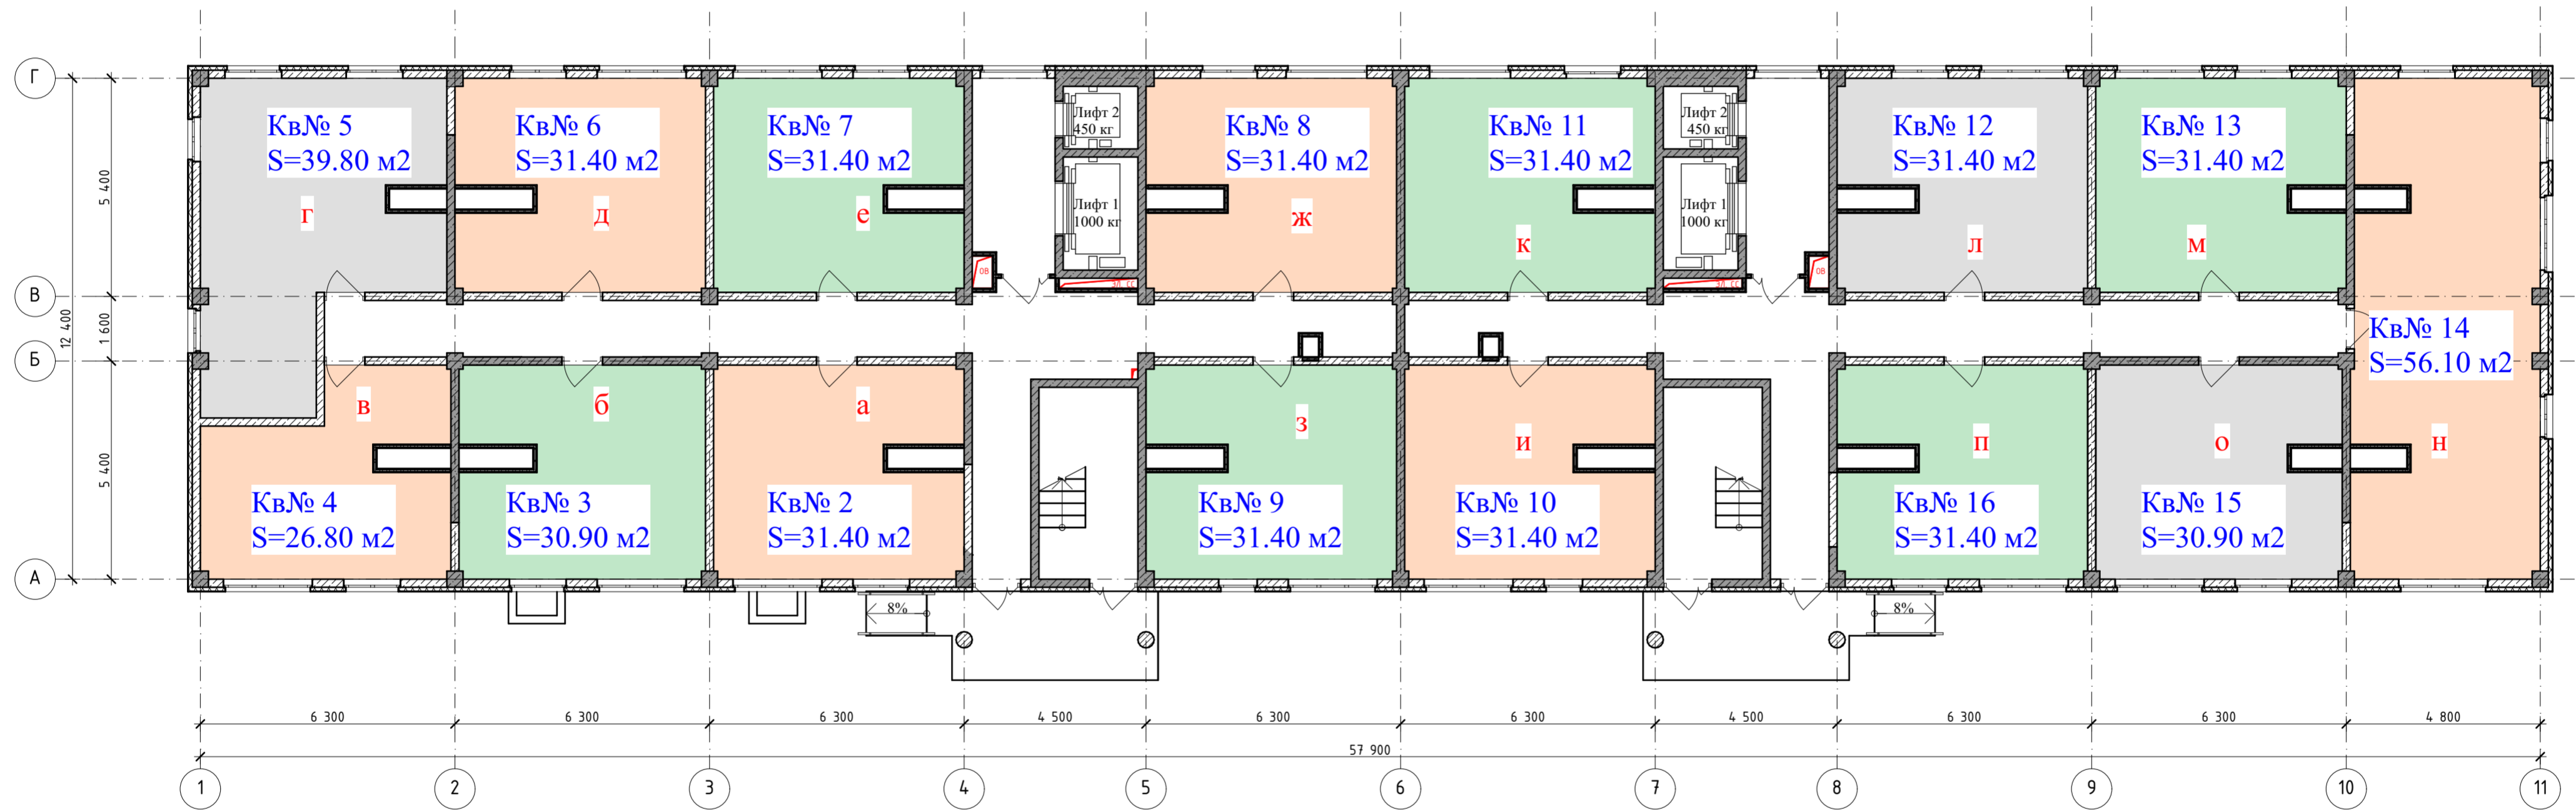 Г
Кв№ 5
S=39.80 м2
Кв№ 6
S=31.40 м2
Кв№ 7
S=31.40 м2
Лифт 2
450 кг
Кв№ 8
S=31.40 м2
Кв№ 11
S=31.40 м2
Лифт 2
450 кг
Кв№ 12
S=31.40 м2
Кв№ 13
S=31.40 м2
5 400
г
д
е
Лифт 1
1000 кг
ж
к
Лифт 1
1000 кг
л
м
ОВ
ЭЛ. СС
ЭЛ. СС
ОВ
В
12 400
1 600
Кв№ 14
S=56.10 м2
Б
в
б
а
з
и
п
о
н
5 400
Кв№ 4
S=26.80 м2
Кв№ 3
S=30.90 м2
Кв№ 2
S=31.40 м2
Кв№ 9
S=31.40 м2
Кв№ 10
S=31.40 м2
Кв№ 16
S=31.40 м2
Кв№ 15
S=30.90 м2
А
8%
8%
6 300
6 300
6 300
4 500
6 300
6 300
4 500
6 300
6 300
4 800
57 900
1
2
3
4
5
6
7
8
9
10
11